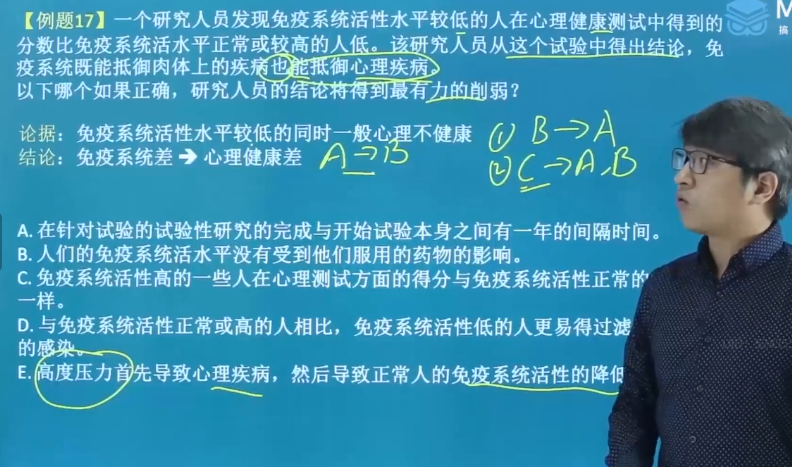 【例题17】一个研究人员发现免疫系统活性水平较低的人在心理健康测试中得到的
分数比免疫系统活水平正常或较高的人低。该研究人员从这个试验中得出结论，免
疫系统既能抵御肉体上的疾病也能抵御心理疾病。
以下哪个如果正确，研究人员的结论将得到最有力的削弱？
论据：免疫系统活性水平较低的同时一般心理不健康
① B→A
结论：免疫系统差➔心理健康差
A→B
② C→A、B
A. 在针对试验的试验性研究的完成与开始试验本身之间有一年的间隔时间。
B. 人们的免疫系统活水平没有受到他们服用的药物的影响。
C. 免疫系统活性高的一些人在心理测试方面的得分与免疫系统活性正常的
一样。
D. 与免疫系统活性正常或高的人相比，免疫系统活性低的人更易得过滤
的感染。
E. 高度压力首先导致心理疾病，然后导致正常人的免疫系统活性的降低
M
搞